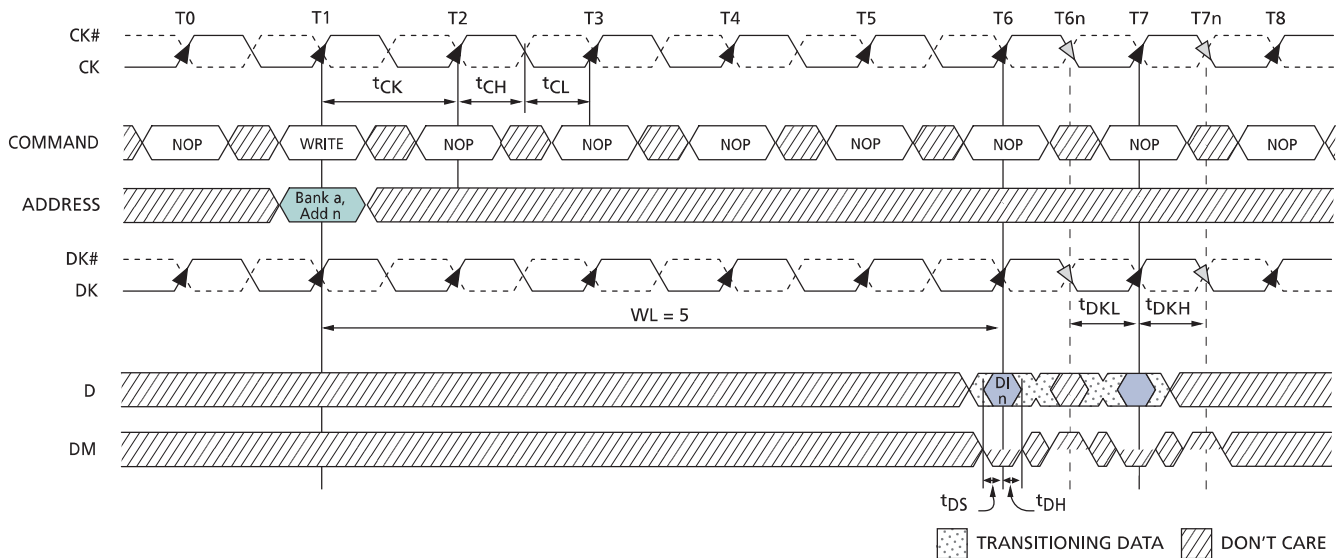 T0 T1 T2 T3 T4 T5 T6 T6n T7 T7n T8
CK#
CK
tCK tCH tCL
COMMAND NOP WRITE NOP NOP NOP NOP NOP NOP NOP
ADDRESS Bank a,
Add n
DK#
DK
tDKL tDKH
WL = 5
D DI
n
DM
tDS tDH
TRANSITIONING DATA DON'T CARE